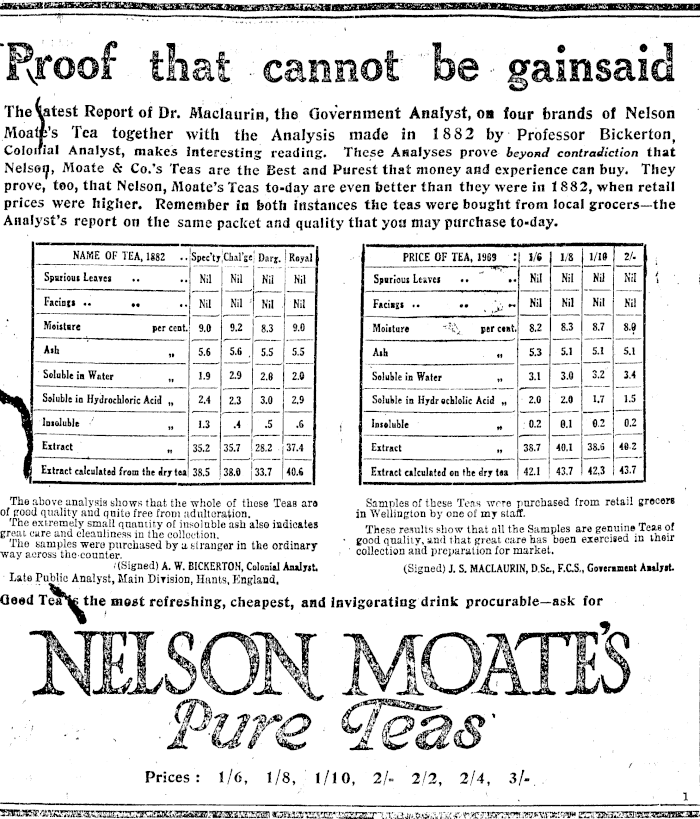 Proof that cannot be gainsaid
The latest Report of Dr. Maclaurin, the Government Analyst, on four brands of Nelson
Moate's Tea together with the Analysis made in 1882 by Professor Bickerton,
Colonial Analyst, makes interesting reading. These Analyses prove beyond contradiction that
Nelson, Moate & Co.'s Teas are the Best and Purest that money and experience can buy. They
prove, too, that Nelson, Moate's Teas to-day are even better than they were in 1882, when retail
prices were higher. Remember in both instances the teas were bought from local grocers—the
Analyst's report on the same packet and quality that you may purchase to-day.
NAME OF TEA, 1882 .. Spec'ty Chal'ge Darg. Royal
Spurious Leaves .. .. Nil Nil Nil Nil
Facings .. .. .. Nil Nil Nil Nil
Moisture per cent. 9.0 9.2 8.3 9.0
Ash „ 5.6 5.6 5.5 5.5
Soluble in Water „ 1.9 2.9 2.0 2.0
Soluble in Hydrochloric Acid „ 2.4 2.3 3.0 2.9
Insoluble „ 1.3 .4 .5 .6
Extract „ 35.2 35.7 28.2 37.4
Extract calculated from the dry tea 38.5 38.0 33.7 40.6
The above analysis shows that the whole of these Teas are
of good quality and quite free from adulteration.
The extremely small quantity of insoluble ash also indicates
great care and cleanliness in the collection.
The samples were purchased by a stranger in the ordinary
way across the counter.
(Signed) A. W. BICKERTON, Colonial Analyst.
Late Public Analyst, Main Division, Hants, England.
PRICE OF TEA, 1909 : 1/6 1/8 1/10 2/-
Spurious Leaves .. .. Nil Nil Nil Nil
Facings .. .. .. Nil Nil Nil Nil
Moisture per cent. 8.2 8.3 8.7 8.0
Ash „ 5.3 5.1 5.1 5.1
Soluble in Water „ 3.1 3.0 3.2 3.4
Soluble in Hydrochlolic Acid „ 2.0 2.0 1.7 1.5
Insoluble „ 0.2 0.1 0.2 0.2
Extract „ 38.7 40.1 38.6 40.2
Extract calculated on the dry tea 42.1 43.7 42.3 43.7
Samples of these Teas were purchased from retail grocers
in Wellington by one of my staff.
These results show that all the Samples are genuine Teas of
good quality, and that great care has been exercised in their
collection and preparation for market.
(Signed) J. S. MACLAURIN, D.Sc., F.C.S., Government Analyst.
Good Tea is the most refreshing, cheapest, and invigorating drink procurable—ask for
NELSON MOATE'S
Pure Teas
Prices : 1/6, 1/8, 1/10, 2/- 2/2, 2/4, 3/-
1